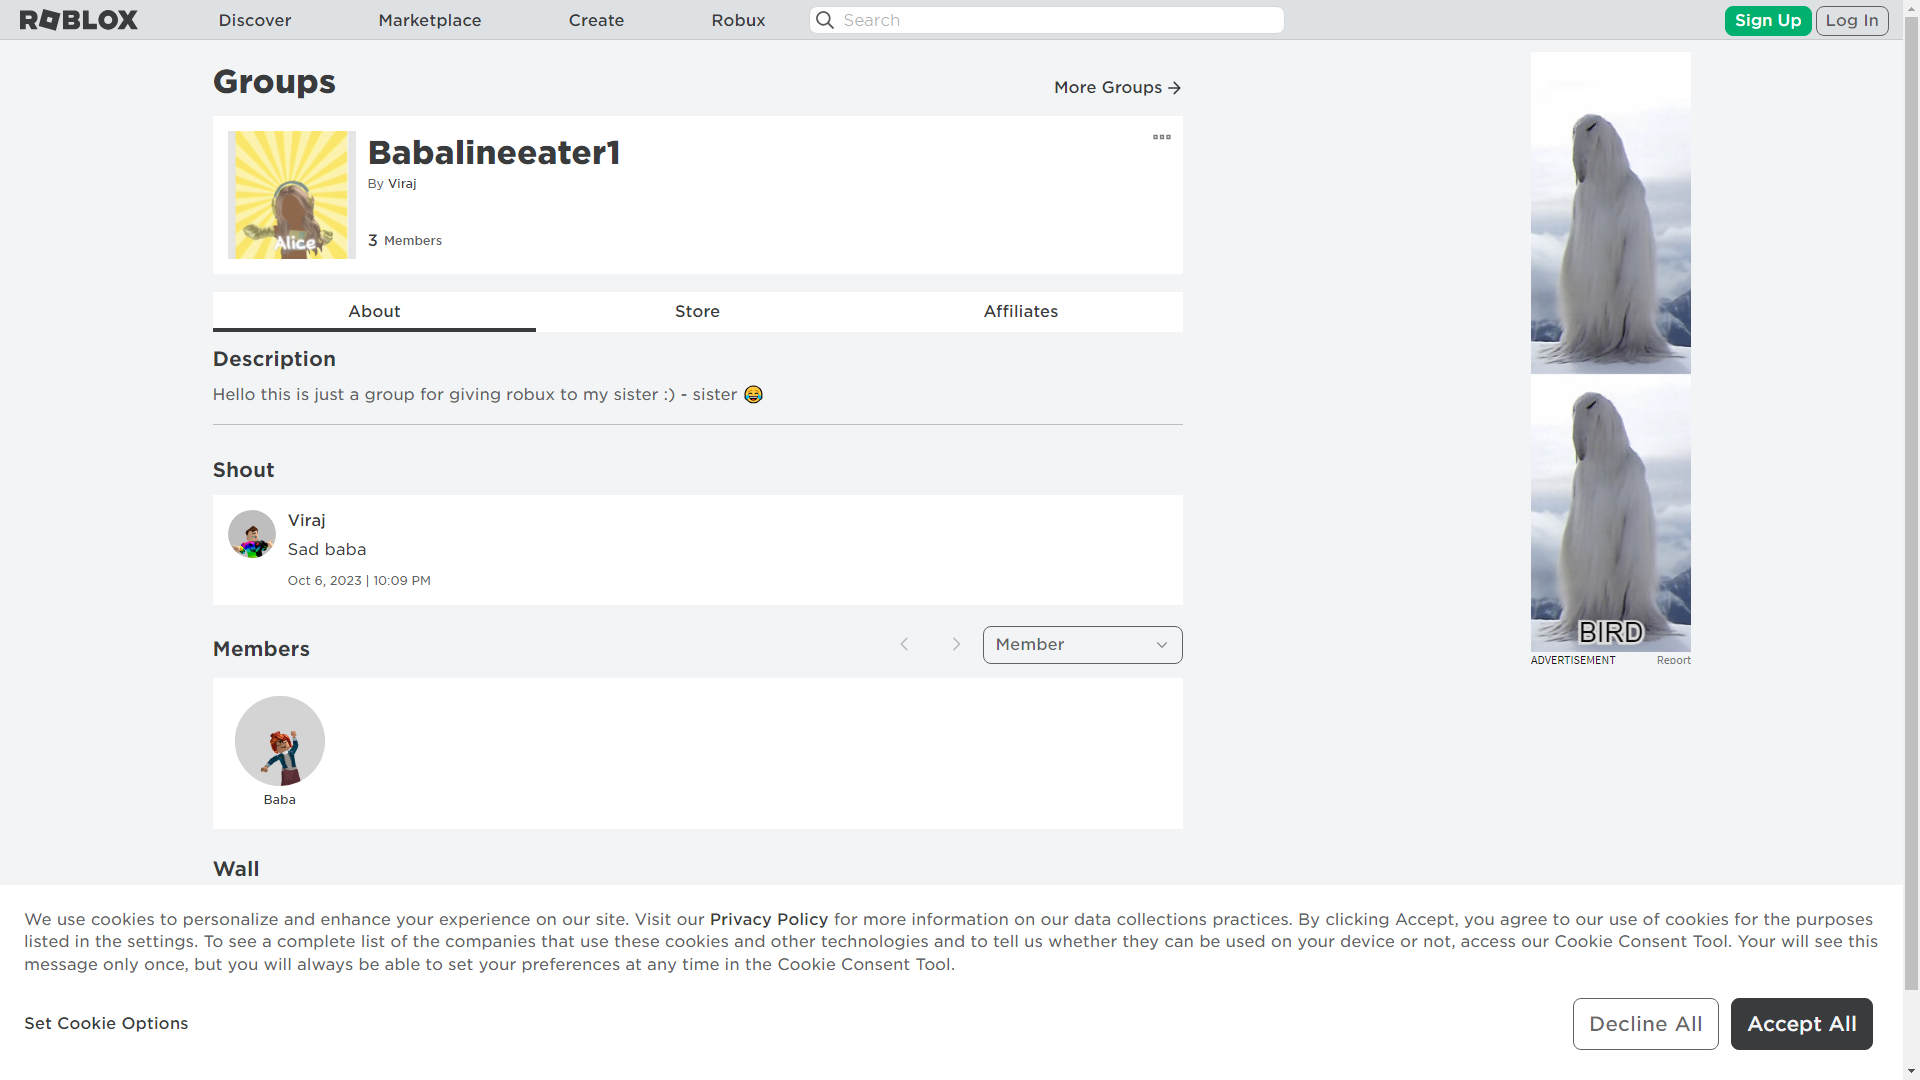 ROBLOX
Discover
Marketplace
Create
Robux
Search
Sign Up
Log In
Groups
More Groups
Alice
Babalineeater1
By Viraj
3 Members
About
Store
Affiliates
Description
Hello this is just a group for giving robux to my sister :) - sister 😂
Shout
Viraj
Sad baba
Oct 6, 2023 | 10:09 PM
Members
Member
Baba
Wall
BIRD
ADVERTISEMENT
Report
We use cookies to personalize and enhance your experience on our site. Visit our Privacy Policy for more information on our data collections practices. By clicking Accept, you agree to our use of cookies for the purposes
listed in the settings. To see a complete list of the companies that use these cookies and other technologies and to tell us whether they can be used on your device or not, access our Cookie Consent Tool. Your will see this
message only once, but you will always be able to set your preferences at any time in the Cookie Consent Tool.
Set Cookie Options
Decline All
Accept All